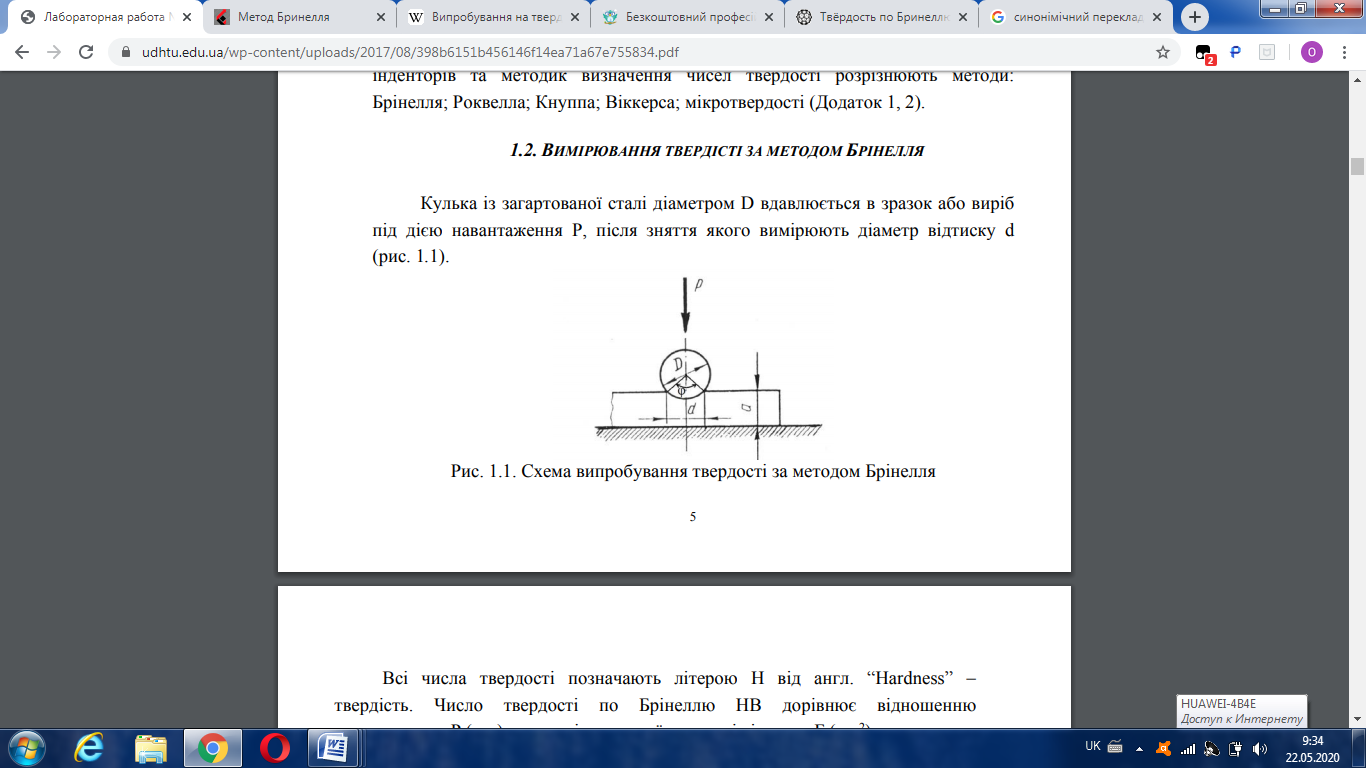 Лабораторная работа
Метод Бринелля
Випробування на тверд
Безкоштовний професій
Твёрдость по Бринеллю
синонімічний переклад
udhtu.edu.ua/wp-content/uploads/2017/08/398b6151b456146f14ea71a67e755834.pdf
2
O
інденторів та методик визначення чисел твердості розрізнюють методи:
Брінелля; Роквелла; Кнуппа; Віккерса; мікротвердості (Додаток 1, 2).
1.2. ВИМІРЮВАННЯ ТВЕРДІСТІ ЗА МЕТОДОМ БРІНЕЛЛЯ
Кулька із загартованої сталі діаметром D вдавлюється в зразок або виріб
під дією навантаження P, після зняття якого вимірюють діаметр відтиску d
(рис. 1.1).
P
D
φ
d
a
Рис. 1.1. Схема випробування твердості за методом Брінелля
5
Всі числа твердості позначають літерою H від англ. “Hardness” –
твердість. Число твердості по Брінеллю HB дорівнює відношенню
HUAWEI-4B4E
Доступ к Интернету
UK
9:34
22.05.2020